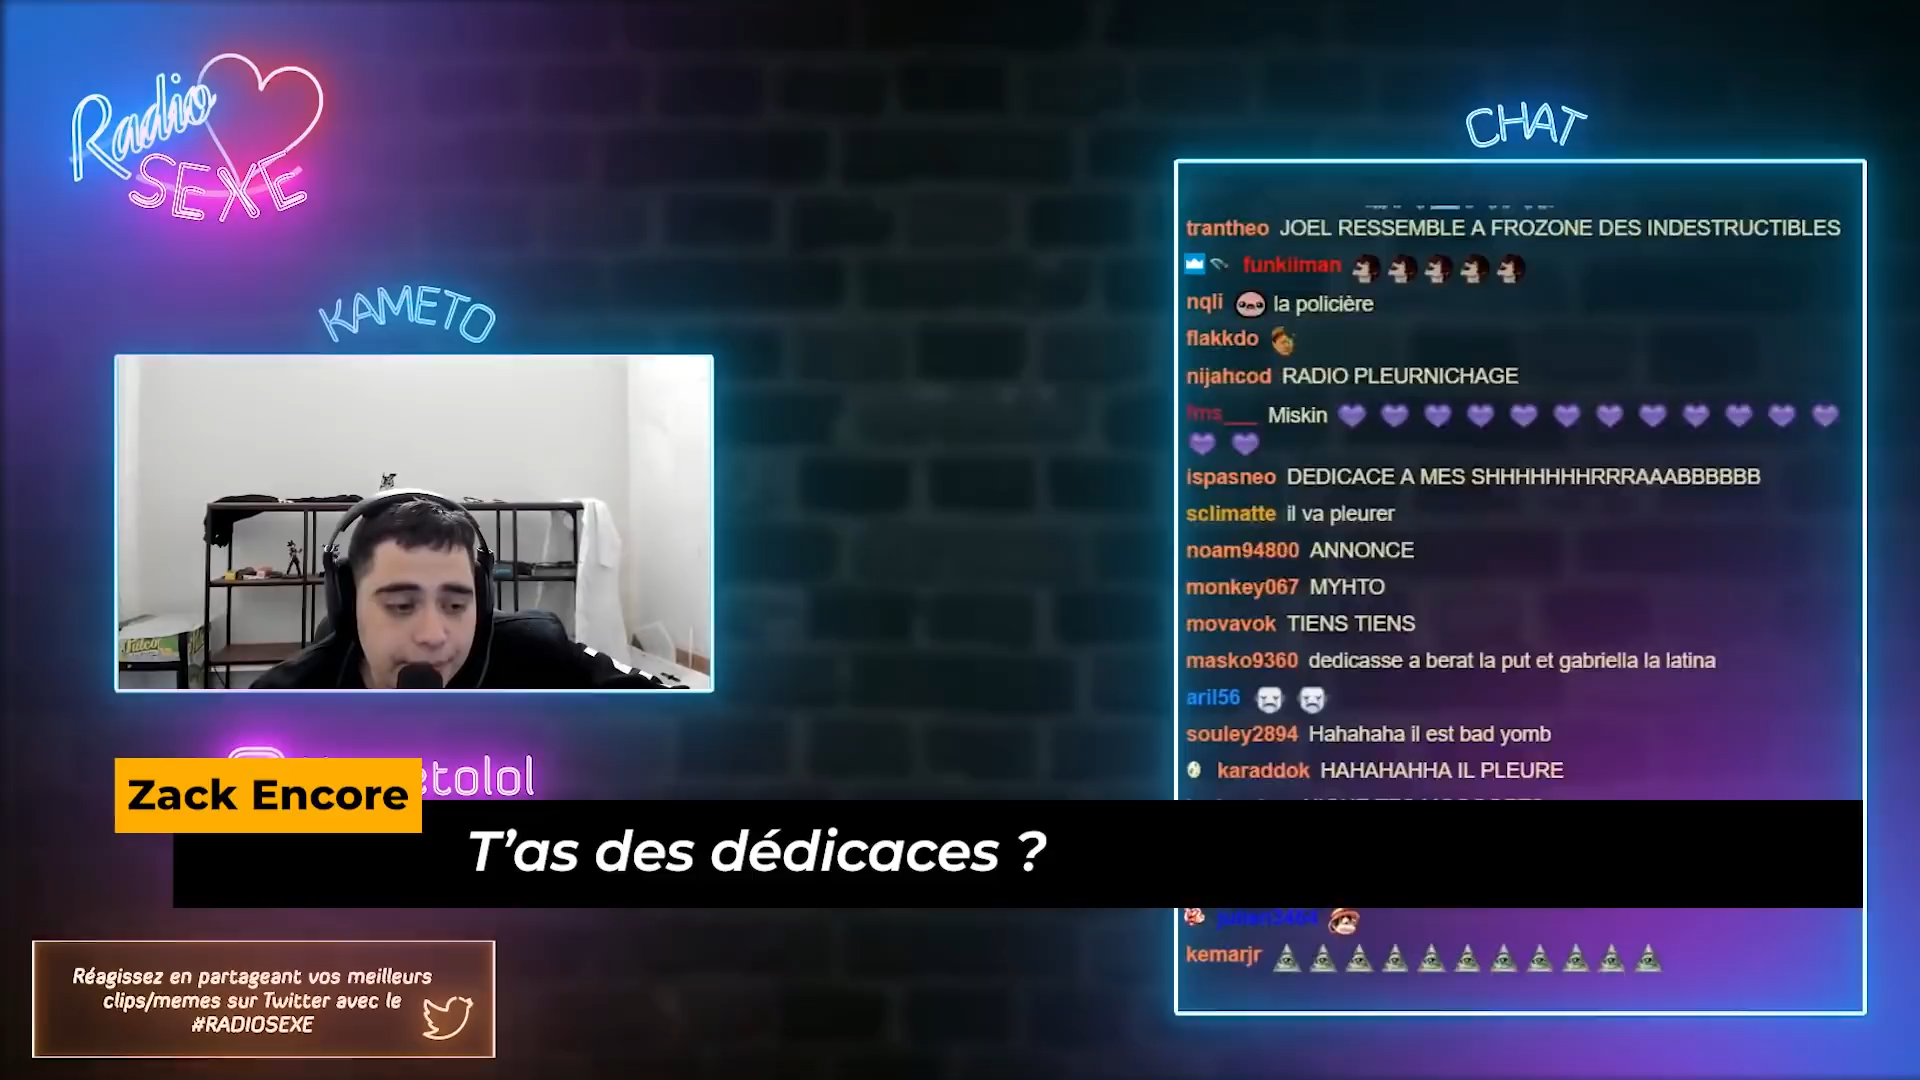 Radio
SEXE
KAMETO
etolol
Zack Encore
T’as des dédicaces ?
Réagissez en partageant vos meilleurs
clips/memes sur Twitter avec le
#RADIOSEXE
CHAT
trantheo JOEL RESSEMBLE A FROZONE DES INDESTRUCTIBLES
funkiiman
nqli la policière
flakkdo
nijahcod RADIO PLEURNICHAGE
Miskin
ispasneo DEDICACE A MES SHHHHHHHRRRAAABBBBBB
sclimatte il va pleurer
noam94800 ANNONCE
monkey067 MYHTO
movavok TIENS TIENS
masko9360 dedicasse a berat la put et gabriella la latina
aril56
souley2894 Hahahaha il est bad yomb
karaddok HAHAHAHHA IL PLEURE
kemarjr